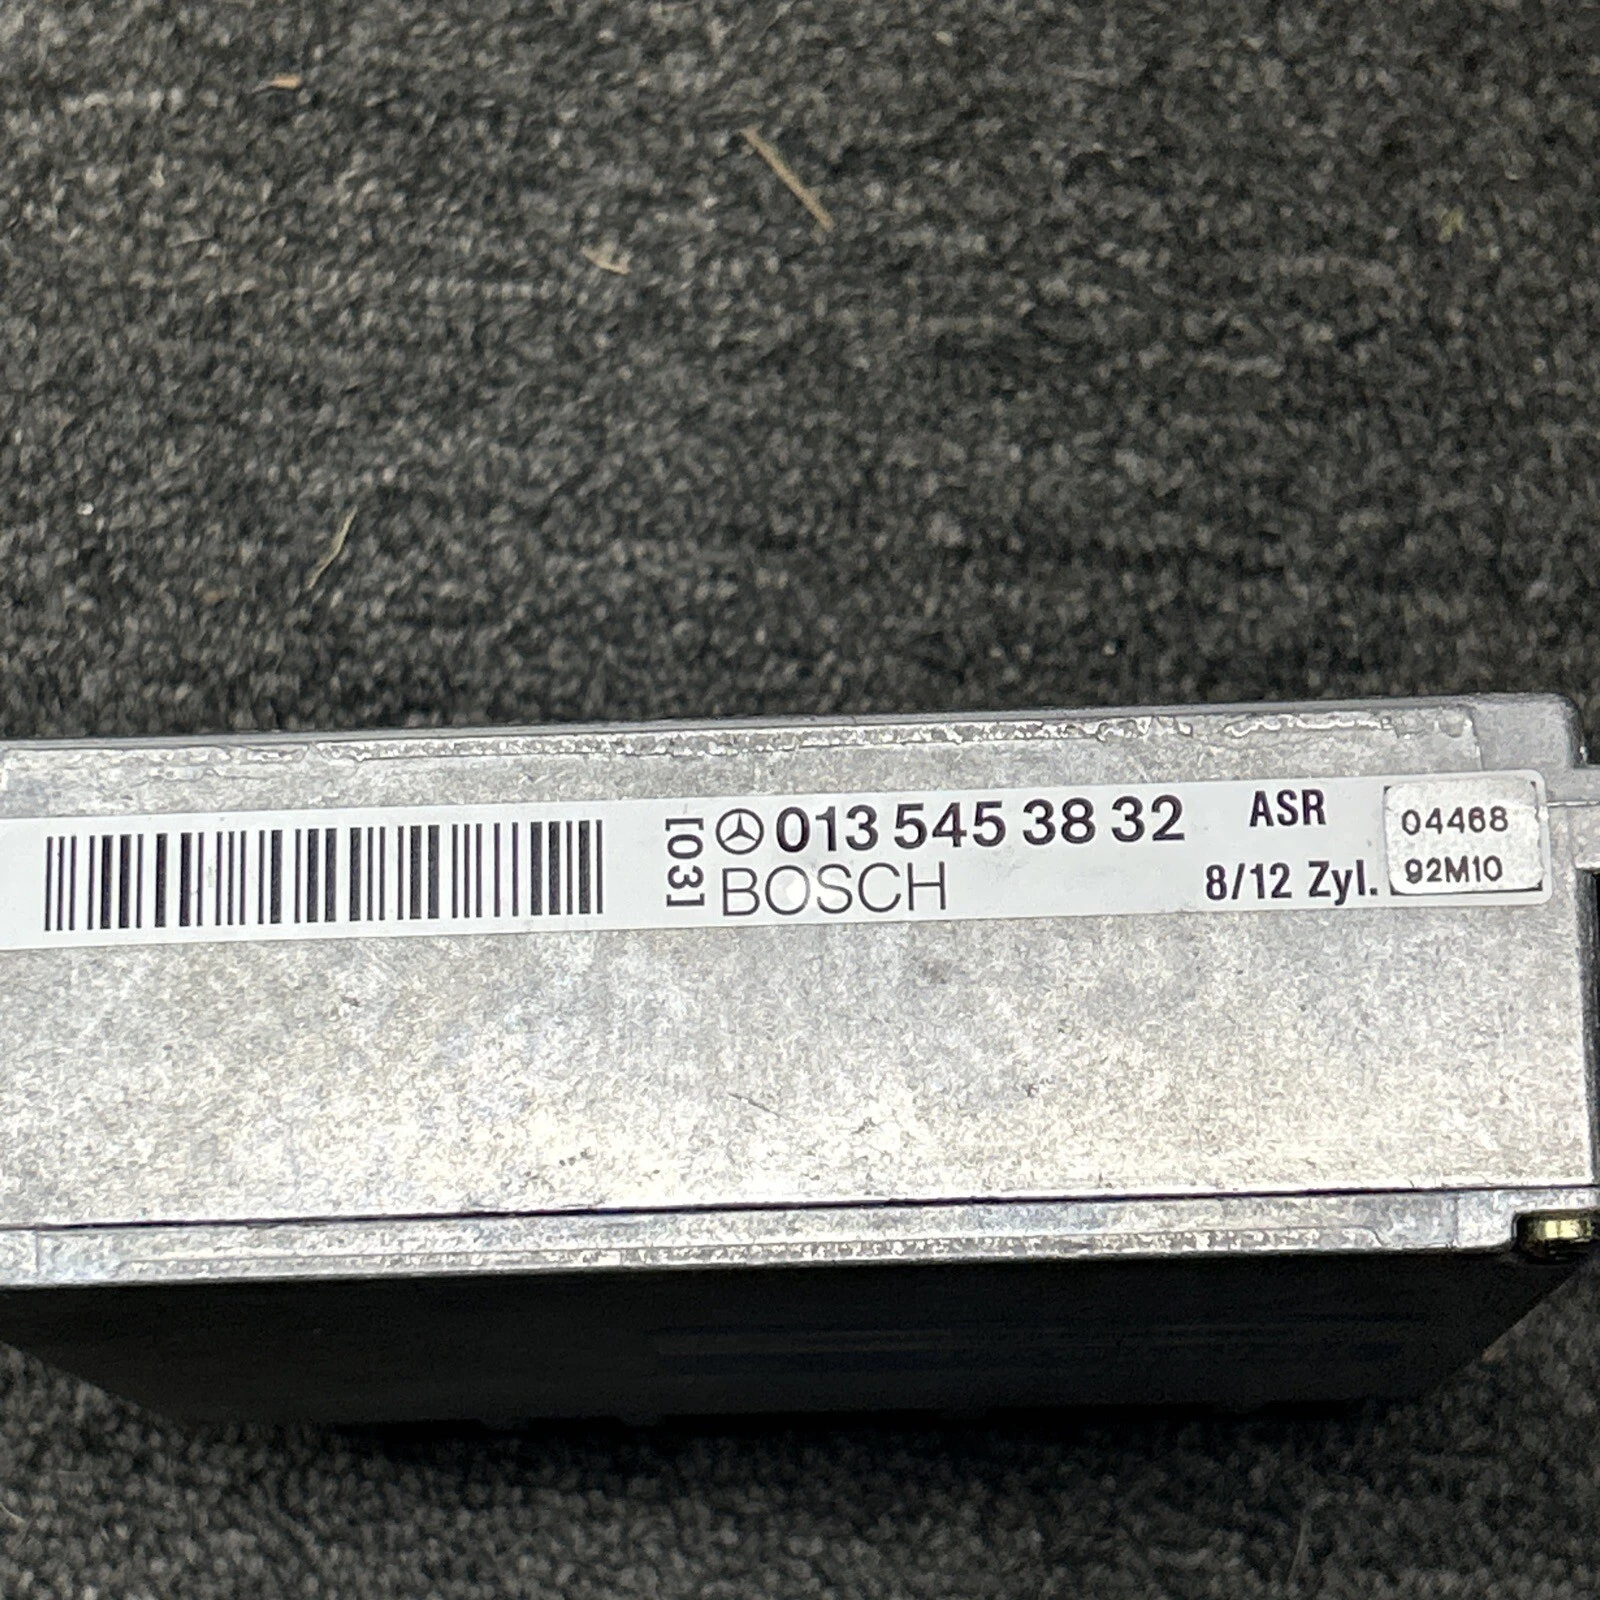 [03]
013 545 38 32
BOSCH
ASR
8/12 Zyl.
04468
92M10